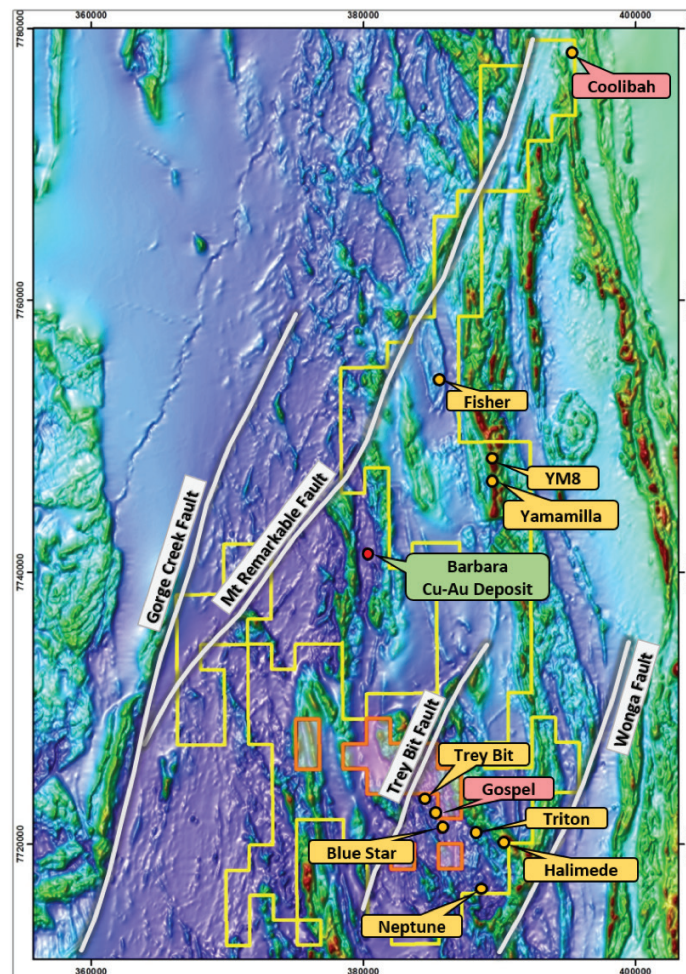 360000
380000
400000
7780000
Coolibah
7760000
Fisher
YM8
Yamamilla
Gorge Creek Fault
Mt Remarkable Fault
7740000
Barbara
Cu-Au Deposit
Trey Bit Fault
Wonga Fault
Trey Bit
Gospel
Triton
7720000
Blue Star
Halimede
Neptune
360000
380000
400000